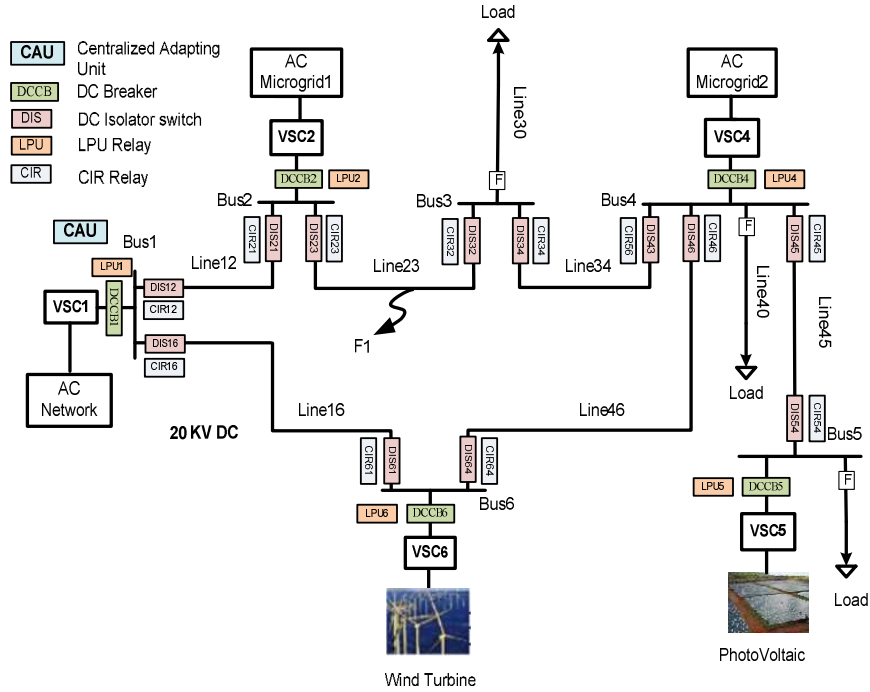 CAU
Centralized Adapting
Unit
DCCB
DC Breaker
DIS
DC Isolator switch
LPU
LPU Relay
CIR
CIR Relay
AC
Microgrid1
VSC2
DCCB2
LPU2
Bus2
CIR21
DIS21
DIS23
CIR23
Load
Line30
F
Bus3
CIR32
DIS32
DIS34
CIR34
AC
Microgrid2
VSC4
DCCB4
LPU4
Bus4
CIR56
DIS43
DIS46
CIR46
F
DIS45
CIR45
CAU
Bus1
LPU1
VSC1
DCCB1
DIS12
CIR12
DIS16
CIR16
AC
Network
Line12
Line23
Line34
F1
Line40
Load
Line45
20 KV DC
Line16
Line46
CIR61
DIS61
DIS64
CIR64
LPU6
DCCB6
Bus6
VSC6
Wind Turbine
DIS54
CIR54
Bus5
LPU5
DCCB5
F
VSC5
Load
PhotoVoltaic